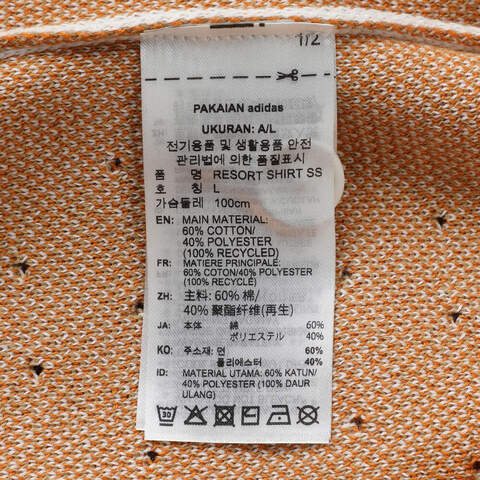 1/2
PAKAIAN adidas
UKURAN: A/L
전기용품 및 생활용품 안전
관리법에 의한 품질표시
품 명 RESORT SHIRT SS
호 칭 L
가슴둘레 100cm
EN: MAIN MATERIAL:
60% COTTON/
40% POLYESTER
(100% RECYCLED)
FR: MATIERE PRINCIPALE:
60% COTON/40% POLYESTER
(100% RECYCLÉ)
ZH: 主料: 60% 棉/
40% 聚酯纤维(再生)
JA: 本体 綿 60%
ポリエステル 40%
KO: 주소재: 면 60%
폴리에스터 40%
ID: MATERIAL UTAMA: 60% KATUN/
40% POLYESTER (100% DAUR
ULANG)
30